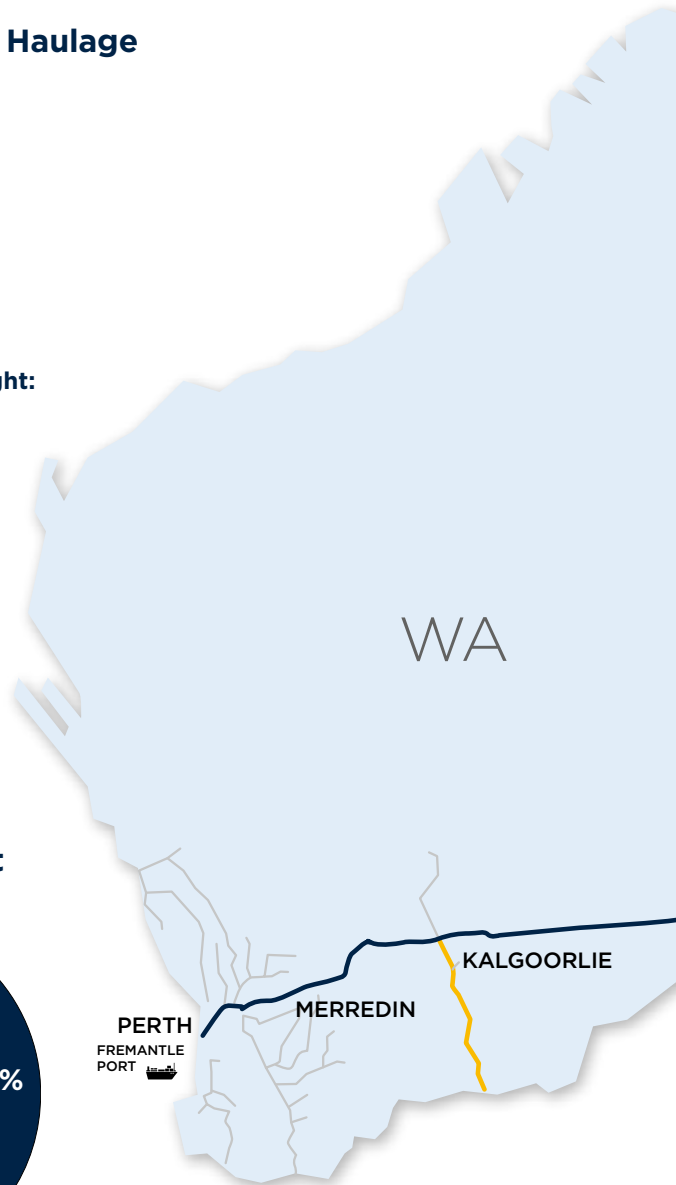 Haulage
ght:
WA
t
KALGOORLIE
MERREDIN
PERTH
FREMANTLE
PORT
%